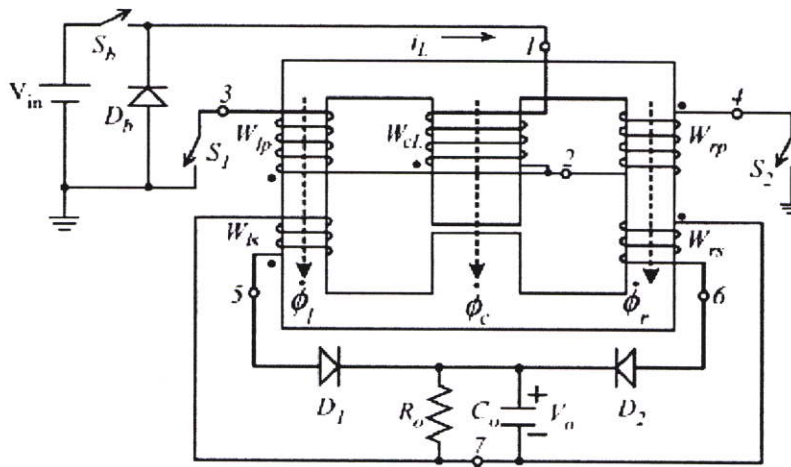 S_b
i_L
1
V_in
D_b
3
S_1
W_lp
W_cL
2
W_rp
4
S_2
W_ls
W_rs
5
ϕ_l
ϕ_c
ϕ_r
6
D_1
R_o
C_o
+
V_o
−
D_2
7